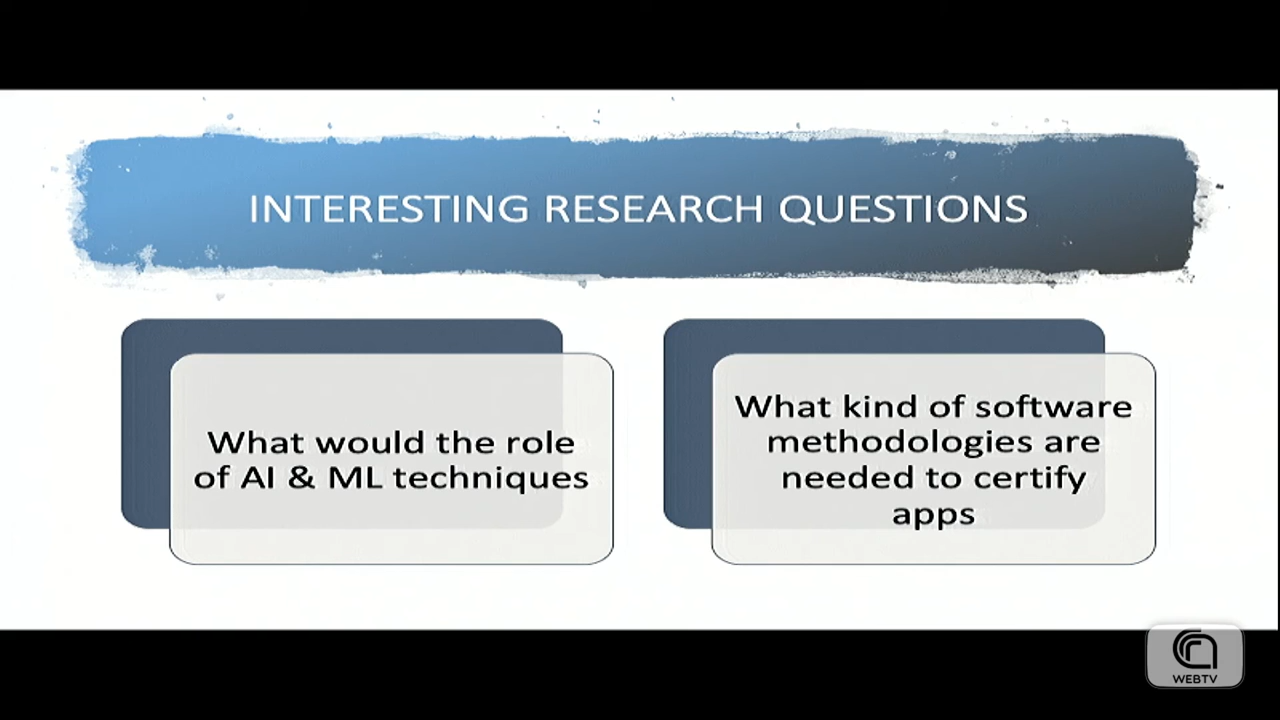 INTERESTING RESEARCH QUESTIONS
What would the role
of AI & ML techniques
What kind of software
methodologies are
needed to certify
apps
WEBTV